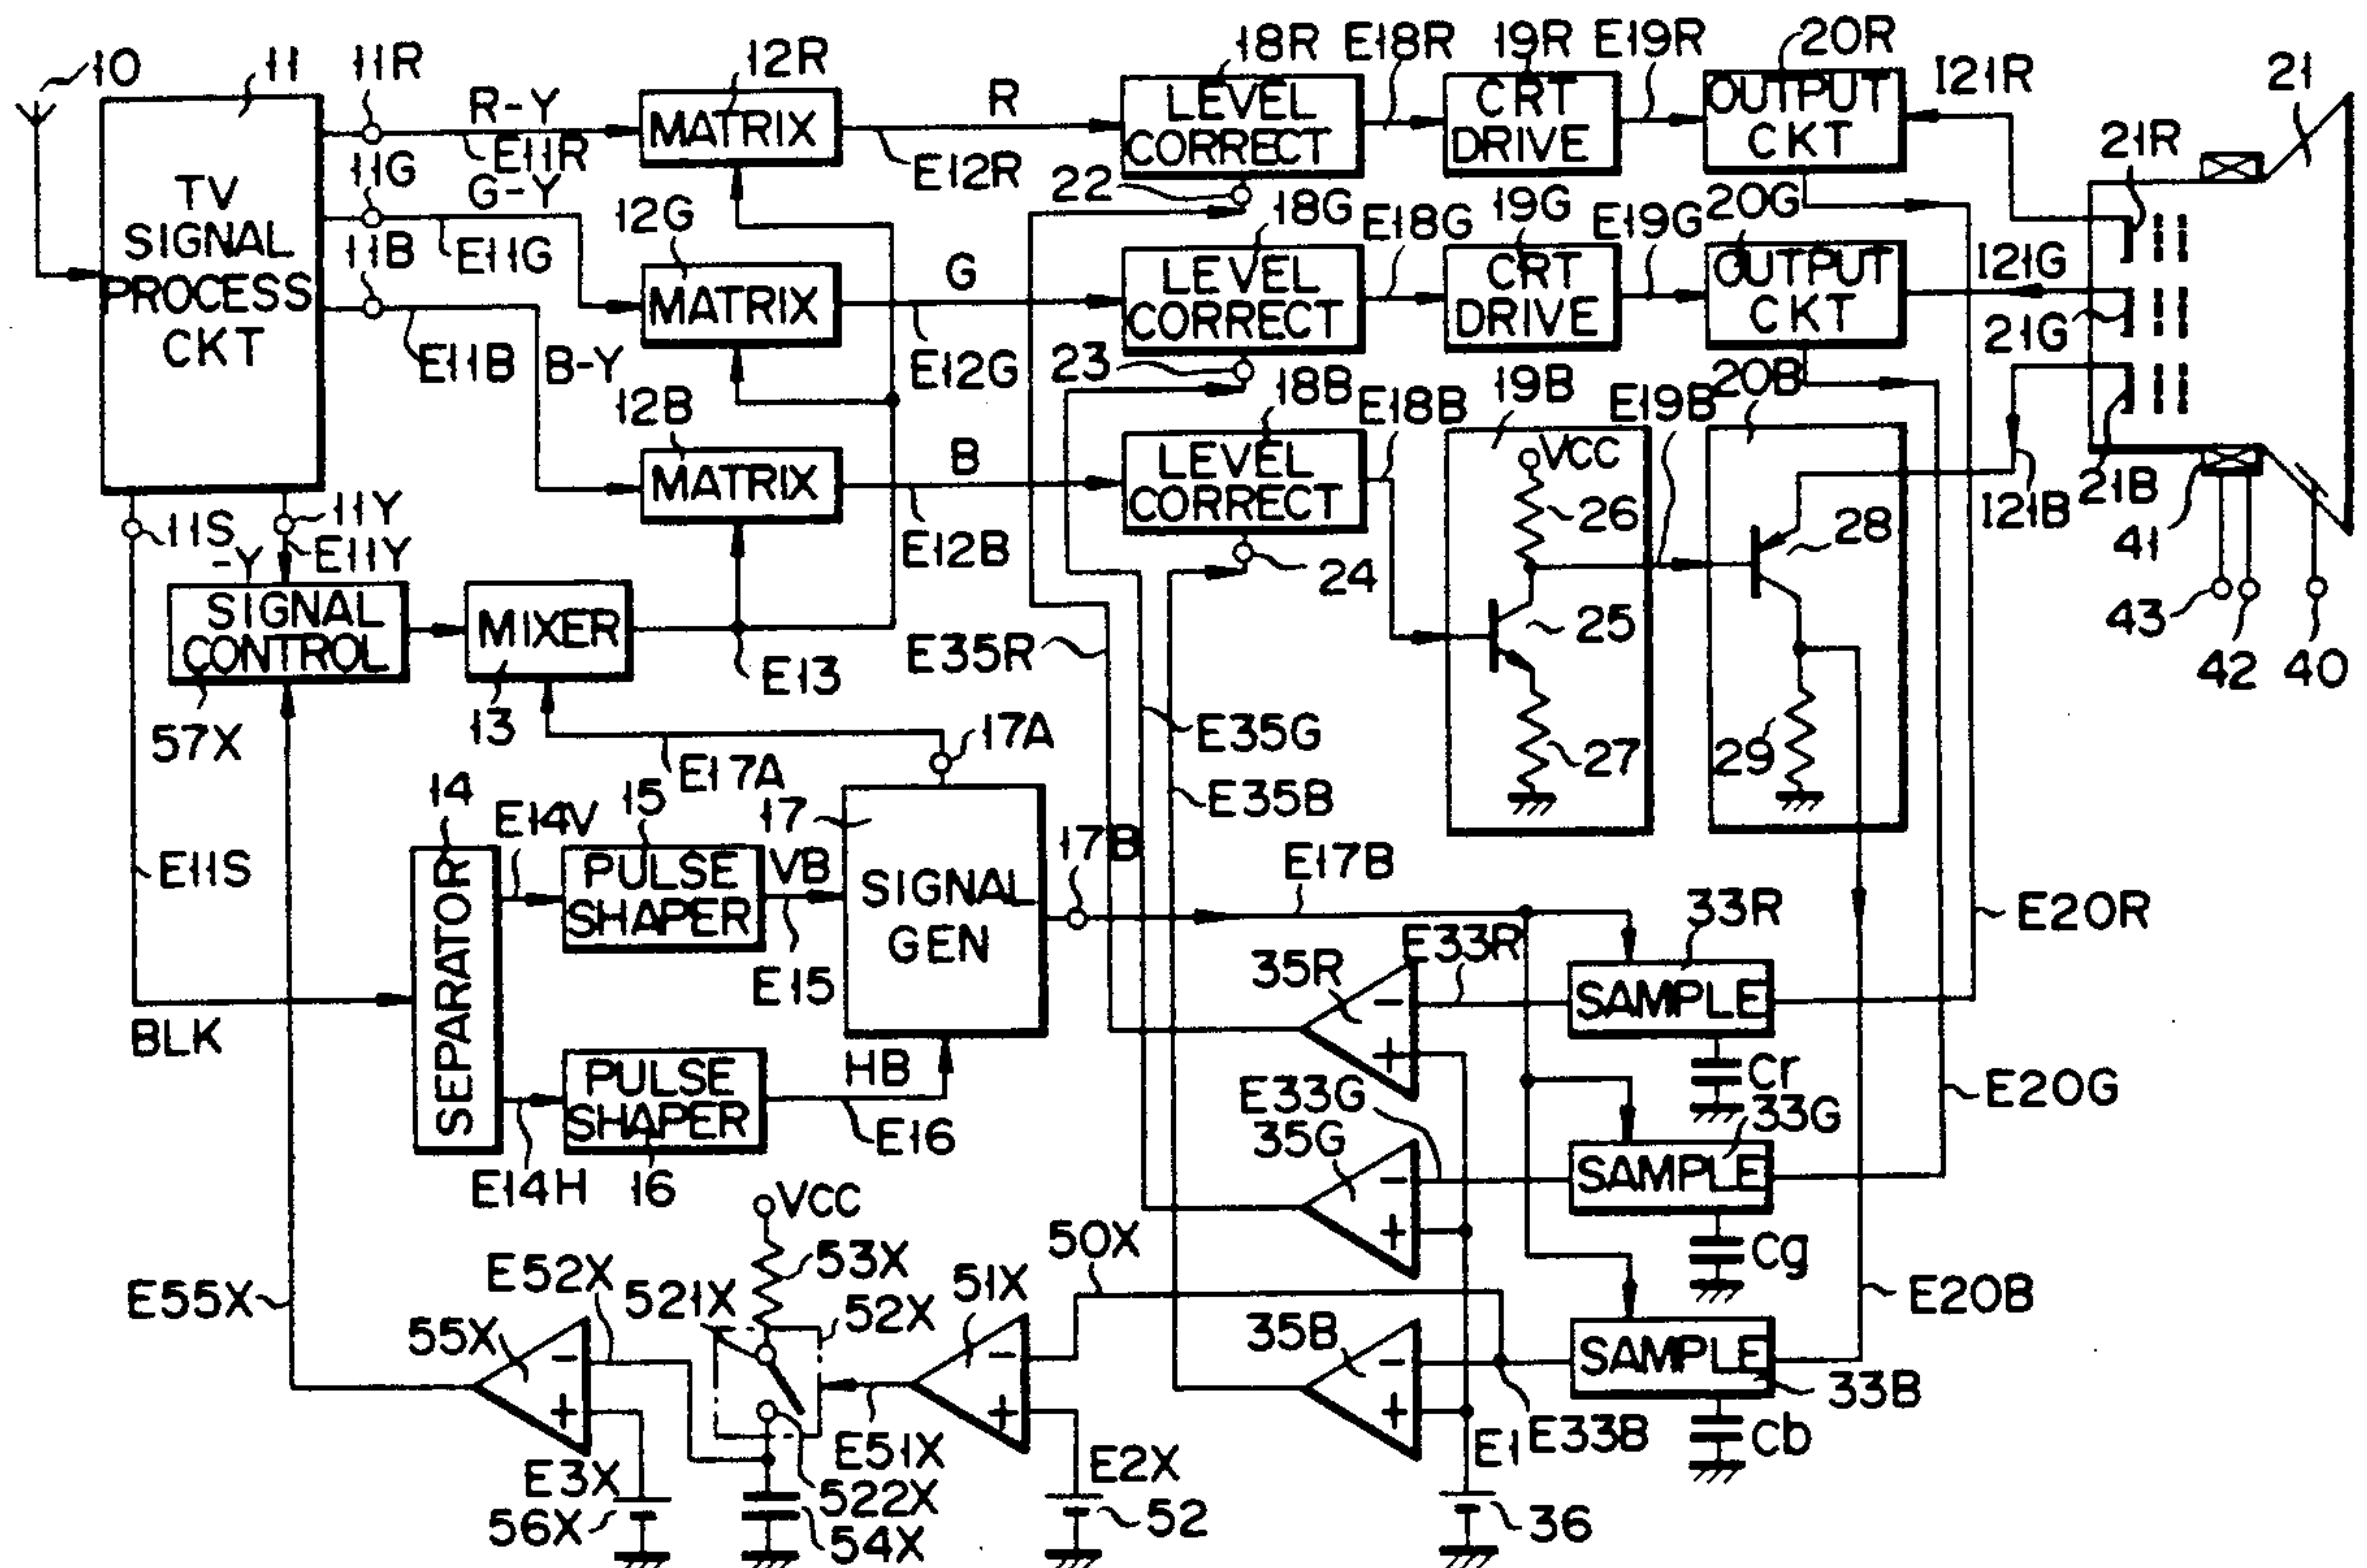 10
11
11R
R-Y
E11R
12R
MATRIX
R
E12R
18R
LEVEL
CORRECT
E18R
19R
CRT
DRIVE
E19R
20R
OUTPUT
CKT
I21R
21
21R
TV
SIGNAL
PROCESS
CKT
11G
G-Y
E11G
12G
MATRIX
G
E12G
22
18G
LEVEL
CORRECT
E18G
19G
CRT
DRIVE
E19G
20G
OUTPUT
CKT
I21G
21G
11B
E11B
B-Y
12B
MATRIX
B
E12B
23
18B
LEVEL
CORRECT
E18B
19B
VCC
26
25
27
E19B
20B
28
29
I21B
21B
41
43
42
40
24
11S
11Y
E11Y
-Y
SIGNAL
CONTROL
57X
MIXER
13
E13
E35R
E35G
E35B
17A
E17A
14
E14V
15
PULSE
SHAPER
VB
E15
17
SIGNAL
GEN
17B
E17B
E11S
BLK
SEPARATOR
E14H
PULSE
SHAPER
16
HB
E16
33R
SAMPLE
E20R
E33R
35R
-
+
Cr
E33G
35G
-
+
33G
SAMPLE
E20G
Cg
50X
35B
-
+
SAMPLE
33B
E20B
Cb
E1
E33B
36
E55X
55X
-
+
E52X
521X
VCC
53X
52X
51X
-
+
E51X
522X
54X
E3X
56X
E2X
52